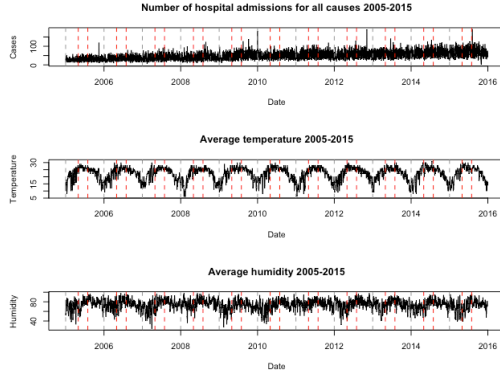 Number of hospital admissions for all causes 2005-2015
Cases
0 100
2006 2008 2010 2012 2014 2016
Date
Average temperature 2005-2015
Temperature
5 15 30
2006 2008 2010 2012 2014 2016
Date
Average humidity 2005-2015
Humidity
40 80
2006 2008 2010 2012 2014 2016
Date